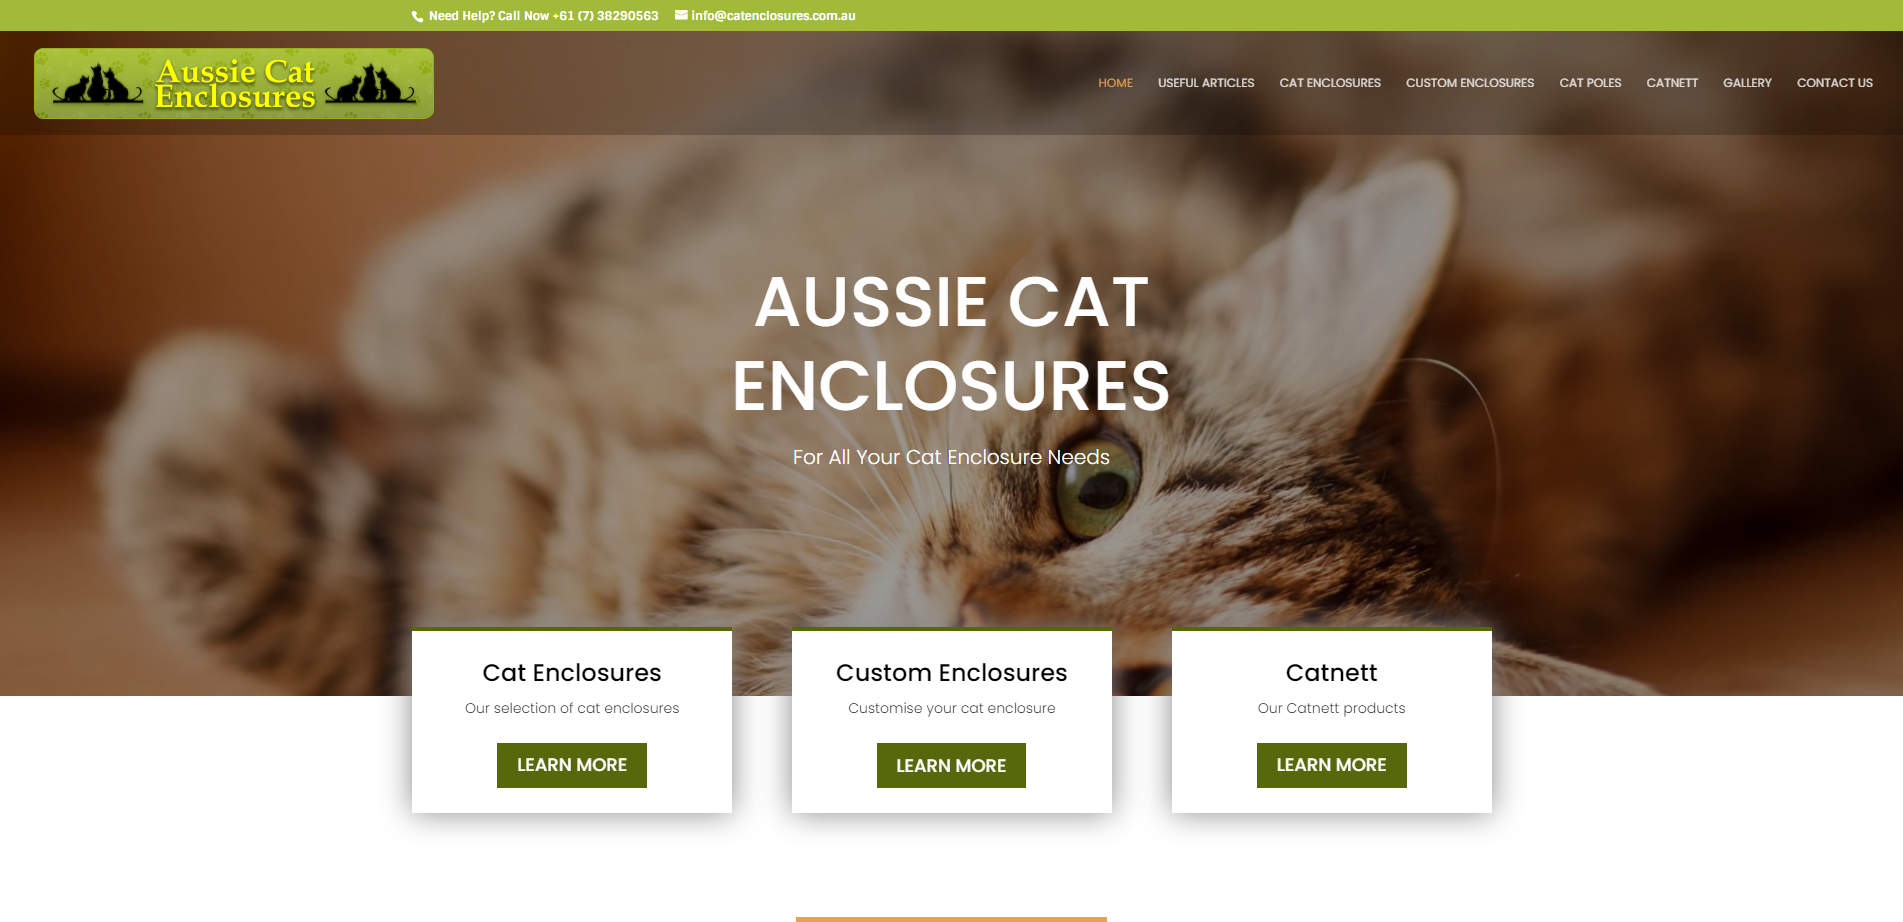 Need Help? Call Now +61 (7) 38290563 info@catenclosures.com.au
Aussie Cat
Enclosures
HOME USEFUL ARTICLES CAT ENCLOSURES CUSTOM ENCLOSURES CAT POLES CATNETT GALLERY CONTACT US
AUSSIE CAT
ENCLOSURES
For All Your Cat Enclosure Needs
Cat Enclosures
Our selection of cat enclosures
LEARN MORE
Custom Enclosures
Customise your cat enclosure
LEARN MORE
Catnett
Our Catnett products
LEARN MORE